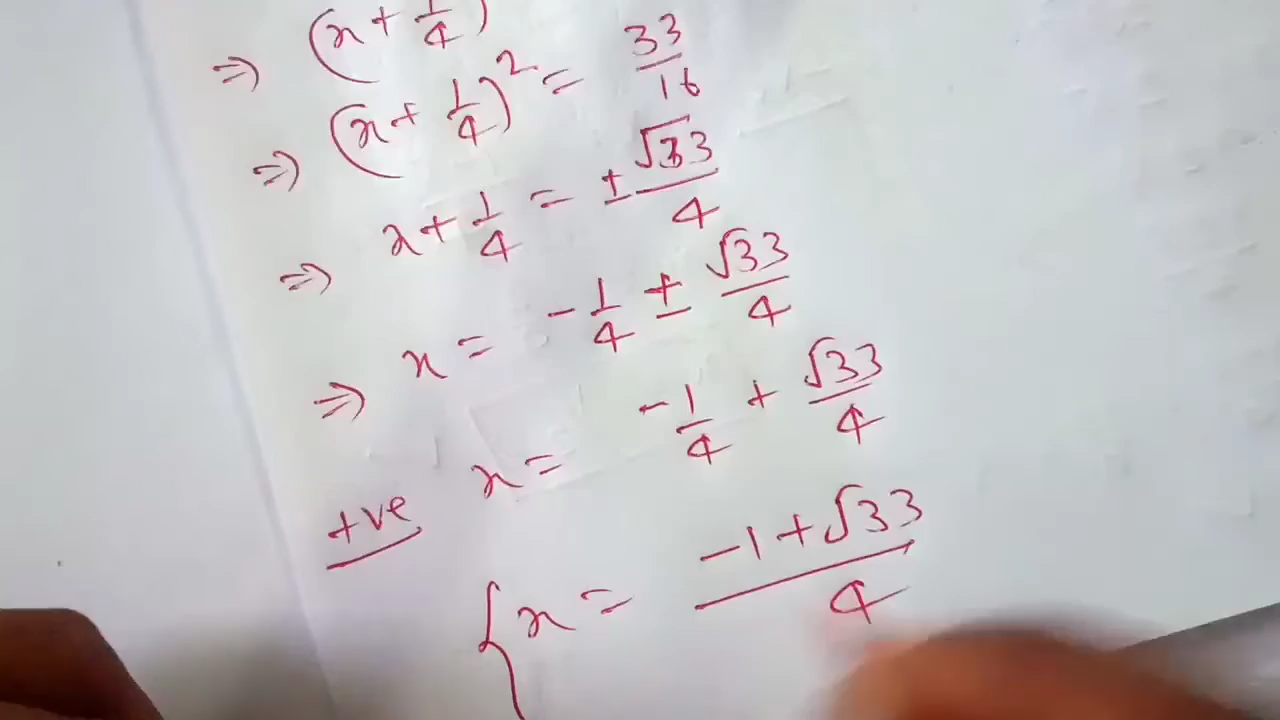 ⇒ (x + 1/4)
⇒ (x + 1/4)² = 33/16
⇒ x + 1/4 = ± √33/4
⇒ x = -1/4 ± √33/4
+ve x = -1/4 + √33/4
{ x = (-1 + √33)/4